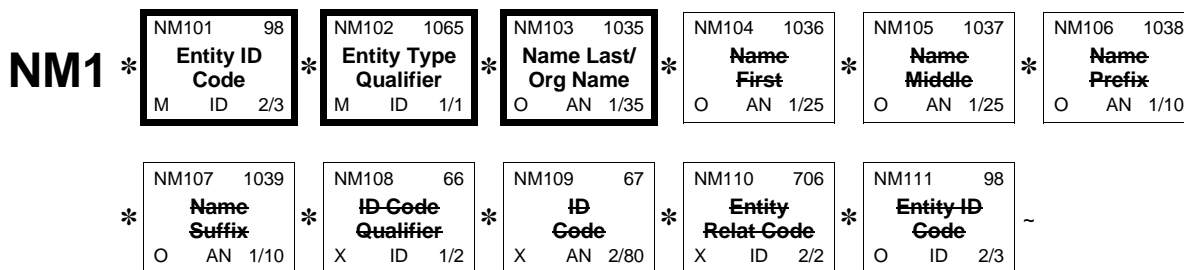 NM101 98 NM102 1065 NM103 1035 NM104 1036 NM105 1037 NM106 1038
NM1 * Entity ID Code * Entity Type Qualifier * Name Last/ Org Name * Name First * Name Middle * Name Prefix
M ID 2/3 M ID 1/1 O AN 1/35 O AN 1/25 O AN 1/25 O AN 1/10
NM107 1039 NM108 66 NM109 67 NM110 706 NM111 98
* Name Suffix * ID Code Qualifier * ID Code * Entity Relat Code * Entity ID Code ~
O AN 1/10 X ID 1/2 X AN 2/80 X ID 2/2 O ID 2/3